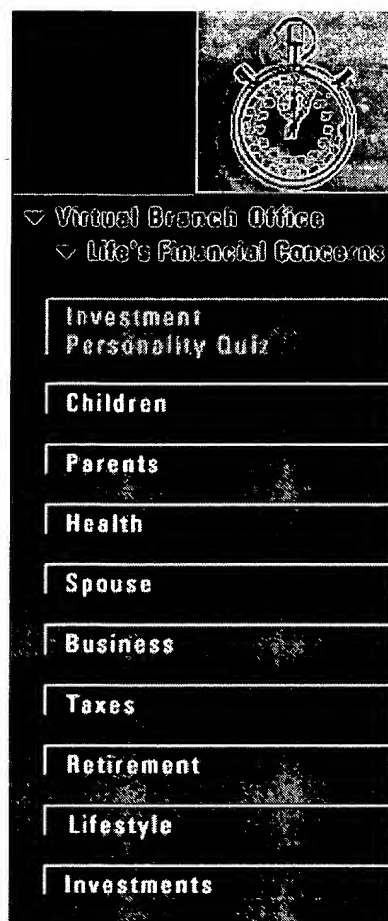 Virtual Branch Office
Life's Financial Concerns
Investment
Personality Quiz
Children
Parents
Health
Spouse
Business
Taxes
Retirement
Lifestyle
Investments